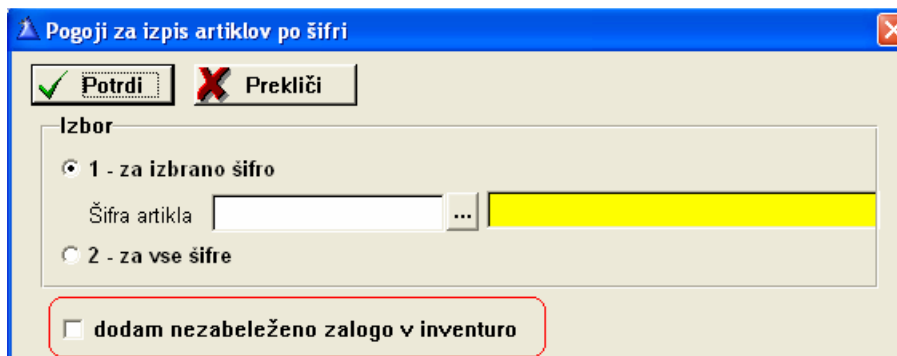 Pogoji za izpis artiklov po šifri
Potrdi Prekliči
Izbor
1 - za izbrano šifro
Šifra artikla ...
2 - za vse šifre
dodam nezabeleženo zalogo v inventuro